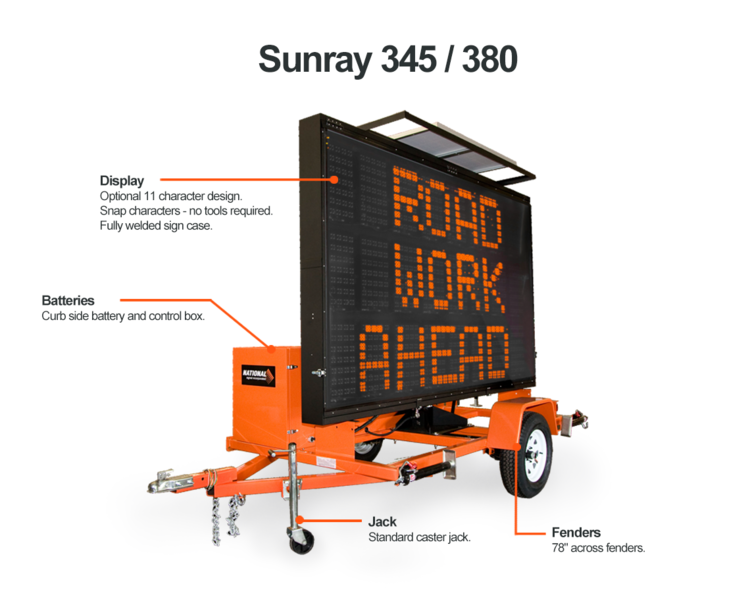 Sunray 345 / 380
Display
Optional 11 character design.
Snap characters - no tools required.
Fully welded sign case.
ROAD
WORK
AHEAD
Batteries
Curb side battery and control box.
NATIONAL
Jack
Standard caster jack.
Fenders
78" across fenders.